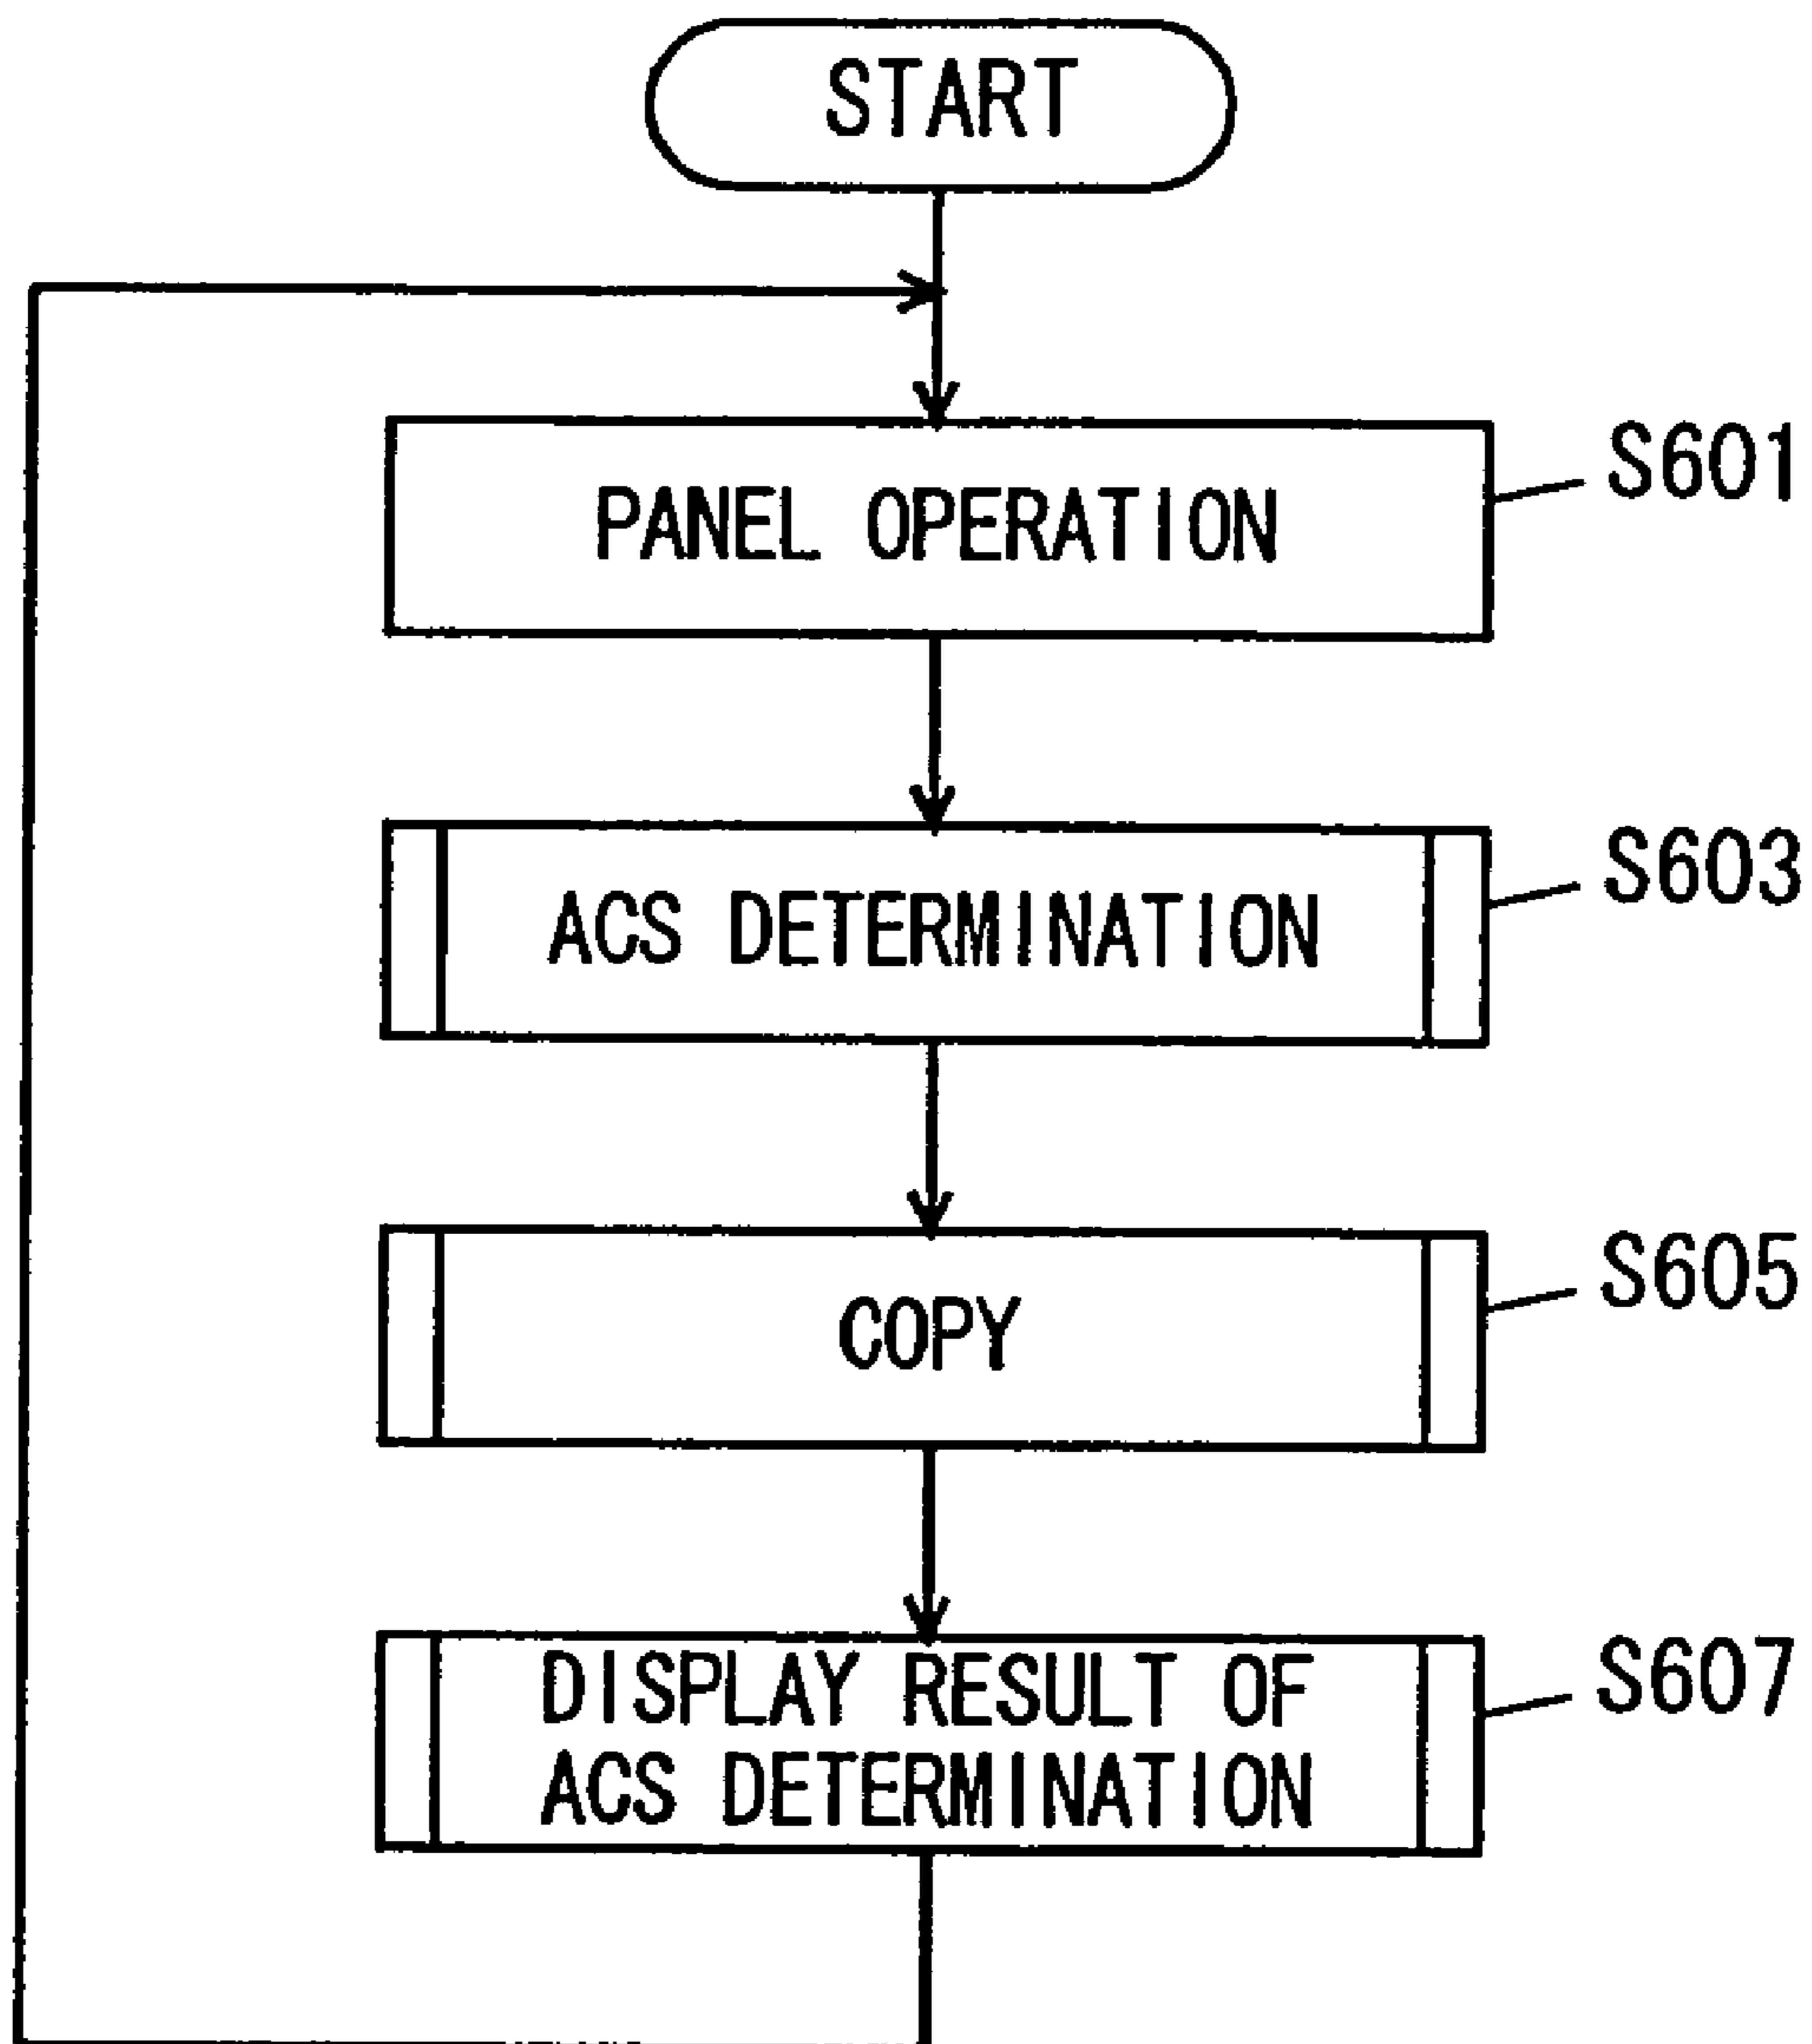 START
PANEL OPERATION
S601
ACS DETERMINATION
S603
COPY
S605
DISPLAY RESULT OF
ACS DETERMINATION
S607